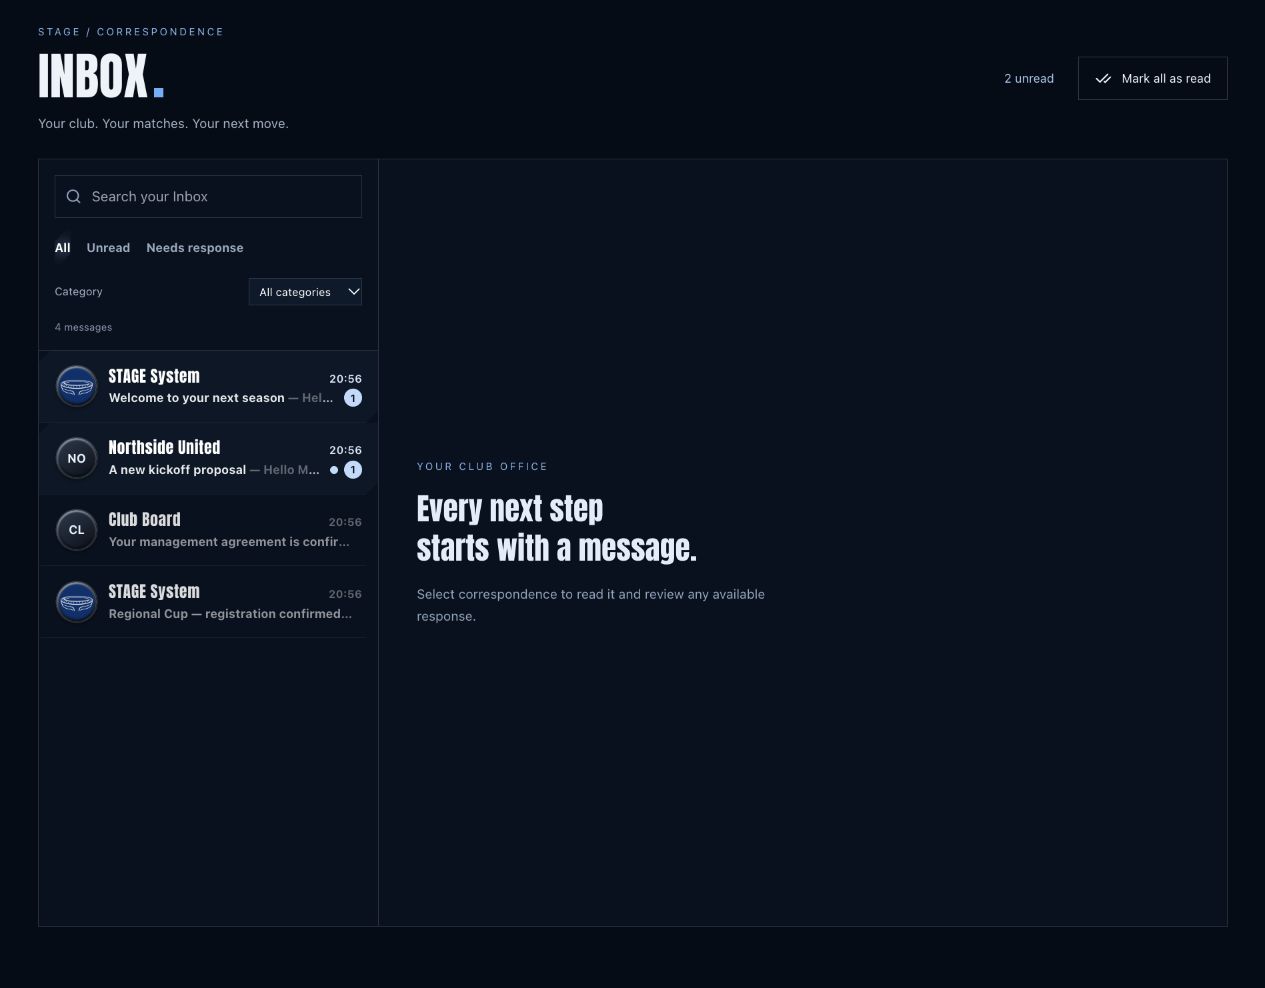 STAGE / CORRESPONDENCE
INBOX.
Your club. Your matches. Your next move.
2 unread
Mark all as read
Search your Inbox
All Unread Needs response
Category All categories
4 messages
STAGE System 20:56
Welcome to your next season — Hel... 1
NO Northside United 20:56
A new kickoff proposal — Hello M... 1
CL Club Board 20:56
Your management agreement is confir...
STAGE System 20:56
Regional Cup — registration confirmed...
YOUR CLUB OFFICE
Every next step
starts with a message.
Select correspondence to read it and review any available
response.